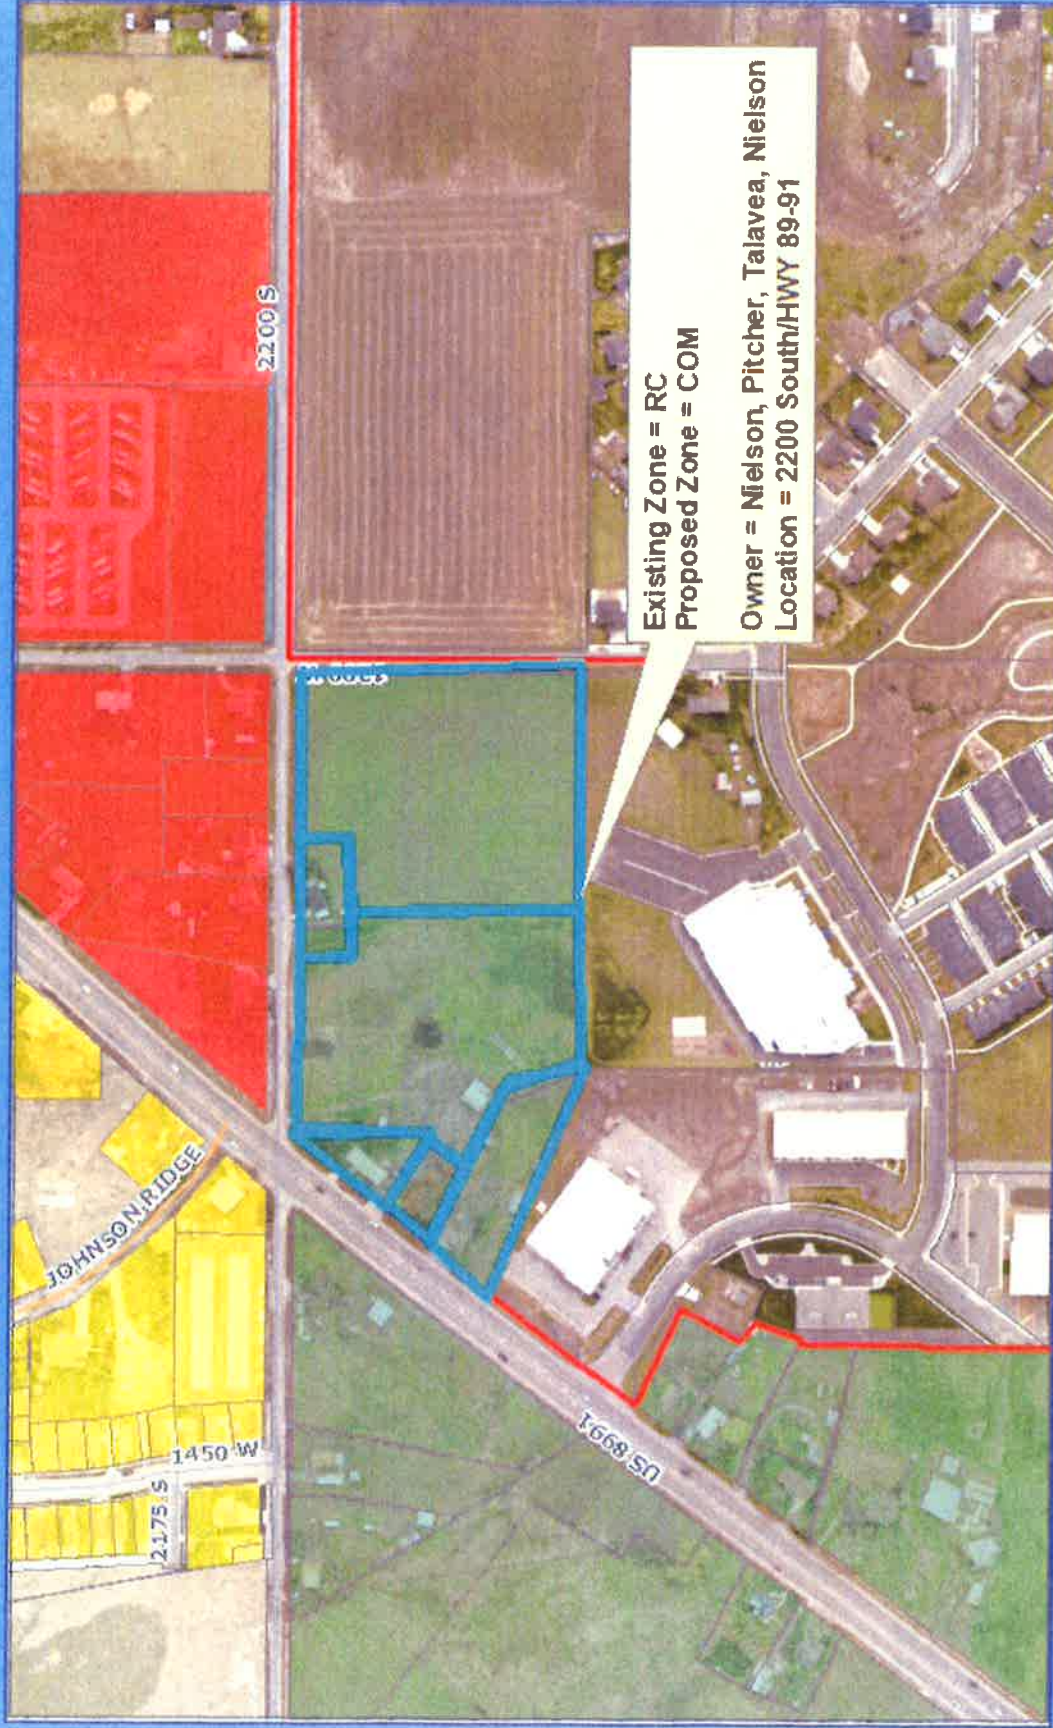 2200 S
JOHNSON RIDGE
1450 W
2175 S
US 8991
Existing Zone = RC
Proposed Zone = COM
Owner = Nielson, Pitcher, Talavea, Nielson
Location = 2200 South/HWY 89-91